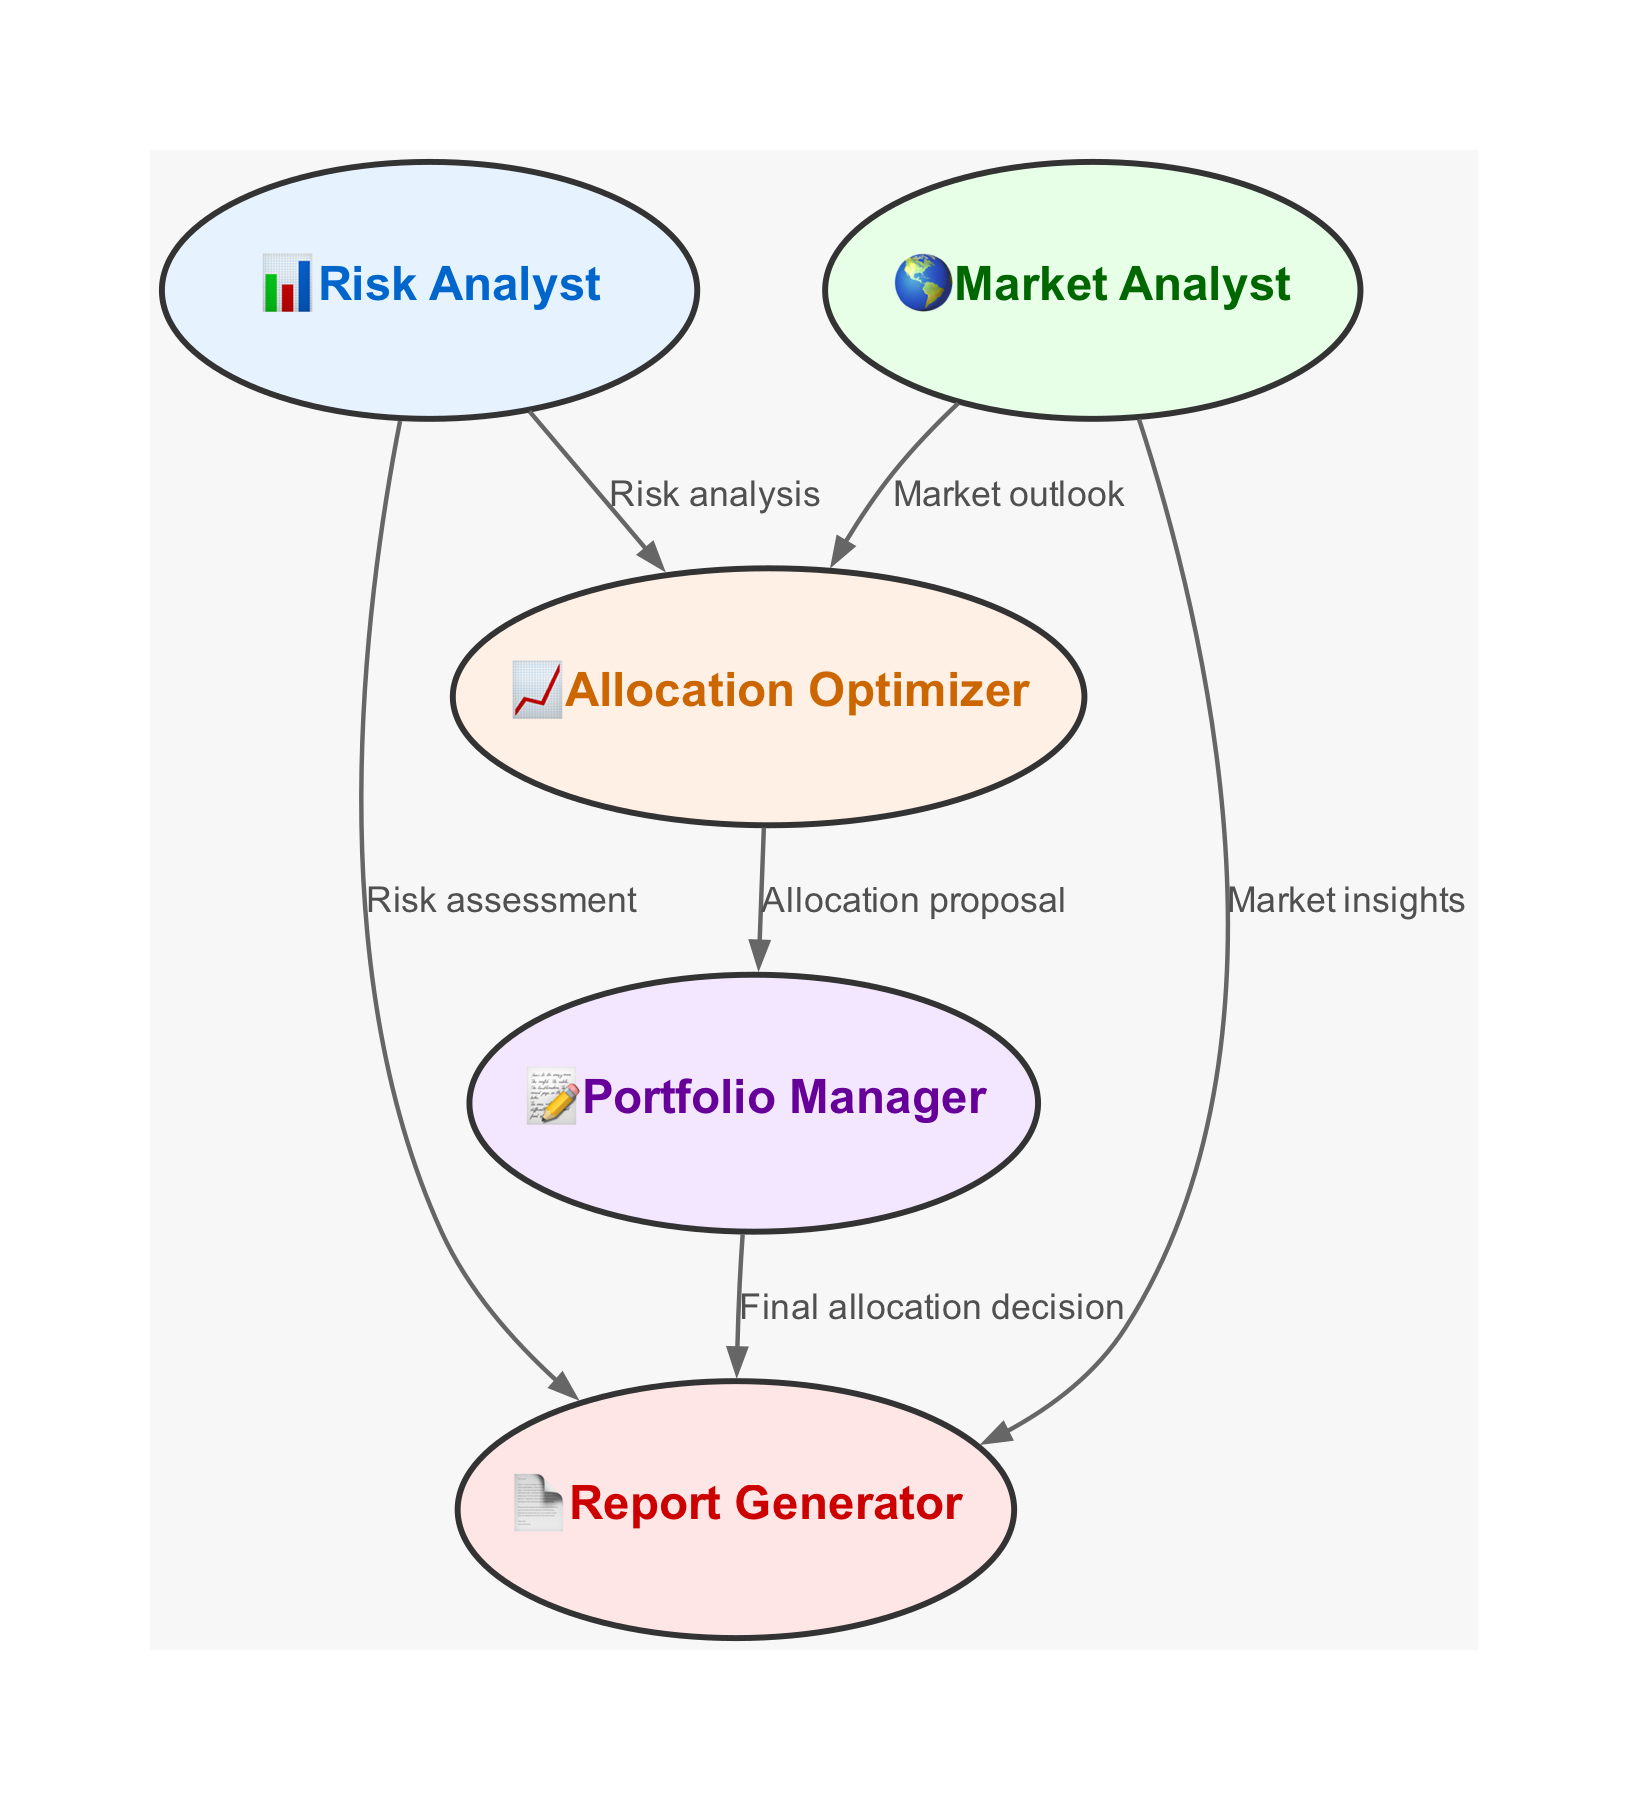 Risk Analyst
Market Analyst
Risk analysis
Market outlook
Allocation Optimizer
Risk assessment
Allocation proposal
Market insights
Portfolio Manager
Final allocation decision
Report Generator